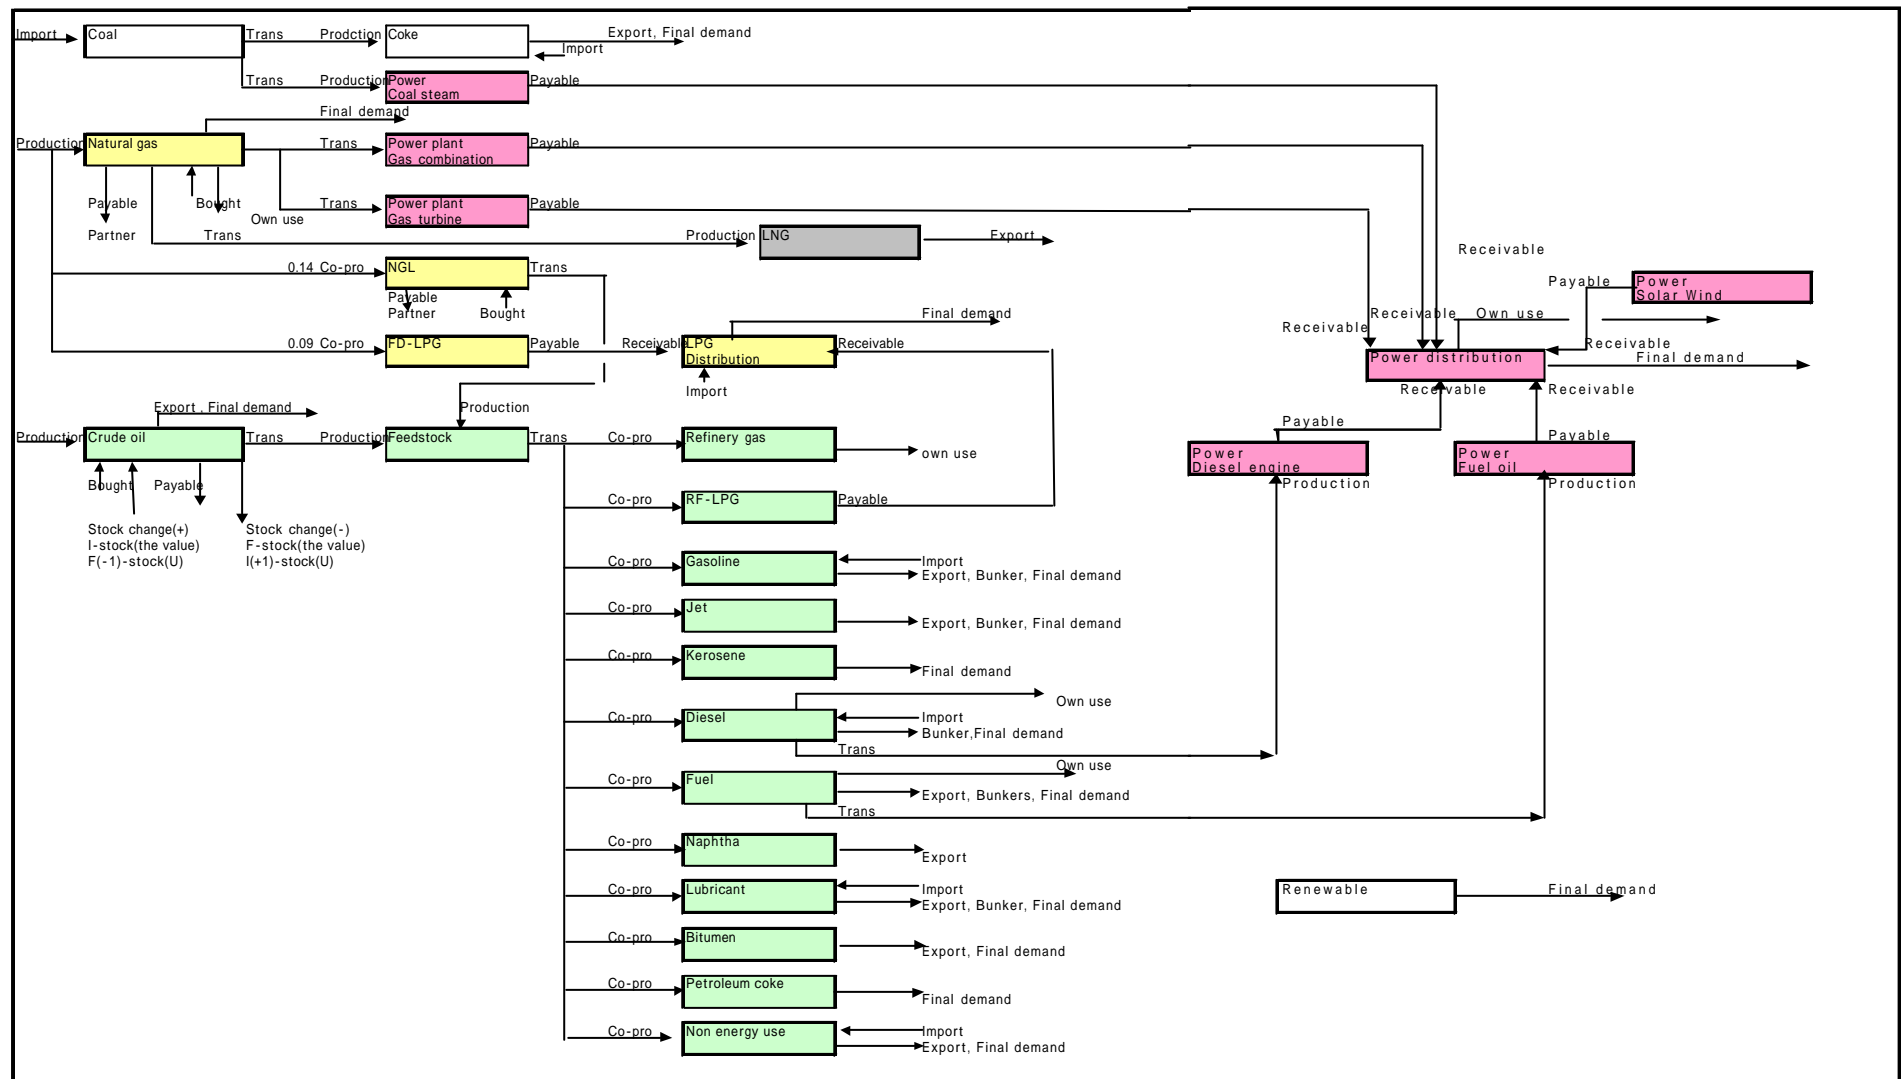 Import
Coal
Trans
Prodction
Coke
Export, Final demand
Import
Trans
Production
Power
Coal steam
Payable
Final demand
Production
Natural gas
Trans
Power plant
Gas combination
Payable
Payable
Partner
Bought
Own use
Trans
Power plant
Gas turbine
Payable
Trans
Production
LNG
Export
0.14 Co-pro
NGL
Trans
Payable
Partner
Bought
0.09 Co-pro
FD-LPG
Payable
Receivable
LPG
Distribution
Receivable
Final demand
Import
Receivable
Payable
Power
Solar Wind
Receivable
Receivable
Own use
Receivable
Power distribution
Final demand
Receivable
Receivable
Payable
Payable
Power
Diesel engine
Production
Power
Fuel oil
Production
Export , Final demand
Production
Crude oil
Trans
Production
Production
Feedstock
Trans
Bought
Payable
Stock change(+)
I-stock(the value)
F(-1)-stock(U)
Stock change(-)
F-stock(the value)
I(+1)-stock(U)
Co-pro
Refinery gas
own use
Co-pro
RF-LPG
Payable
Co-pro
Gasoline
Import
Export, Bunker, Final demand
Co-pro
Jet
Export, Bunker, Final demand
Co-pro
Kerosene
Final demand
Own use
Co-pro
Diesel
Import
Bunker,Final demand
Trans
Own use
Co-pro
Fuel
Export, Bunkers, Final demand
Trans
Co-pro
Naphtha
Export
Co-pro
Lubricant
Import
Export, Bunker, Final demand
Renewable
Final demand
Co-pro
Bitumen
Export, Final demand
Co-pro
Petroleum coke
Final demand
Co-pro
Non energy use
Import
Export, Final demand